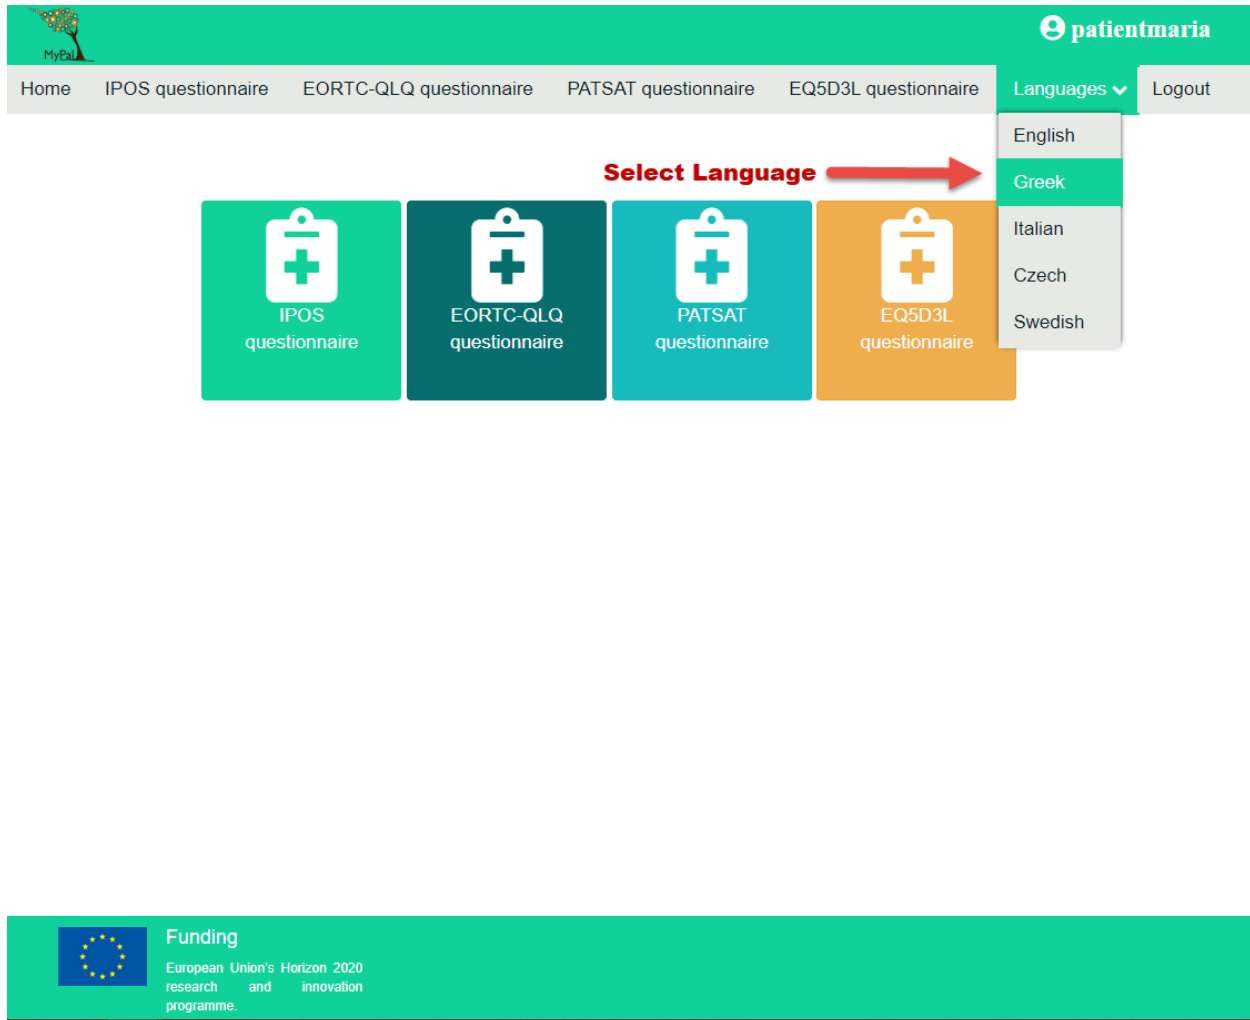 MyPal
patientmaria
Home IPOS questionnaire EORTC-QLQ questionnaire PATSAT questionnaire EQ5D3L questionnaire Languages Logout
English
Select Language
Greek
Italian
Czech
Swedish
IPOS
questionnaire
EORTC-QLQ
questionnaire
PATSAT
questionnaire
EQ5D3L
questionnaire
Funding
European Union's Horizon 2020
research and innovation
programme.